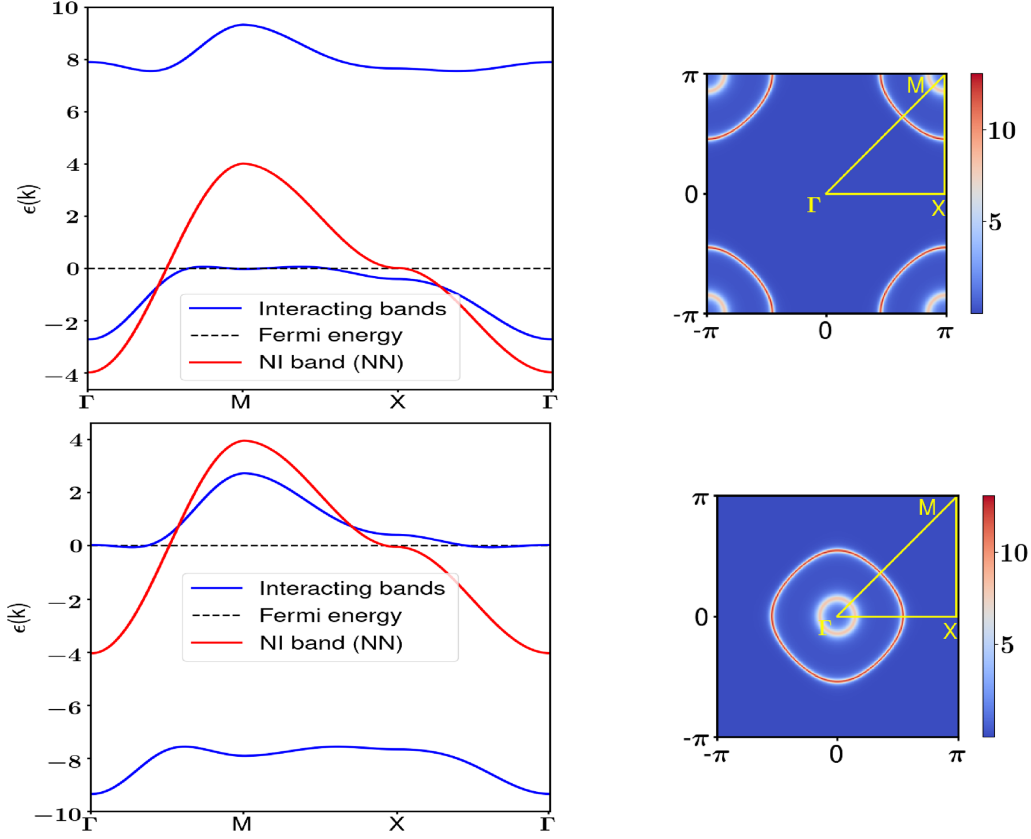 10
8
6
4
2
0
−2
−4
ϵ(k)
Interacting bands
Fermi energy
NI band (NN)
Γ
M
X
Γ
π
0
-π
-π
0
π
M
Γ
X
10
5
4
2
0
−2
−4
−6
−8
−10
ϵ(k)
Interacting bands
Fermi energy
NI band (NN)
Γ
M
X
Γ
π
0
-π
-π
0
π
M
Γ
X
10
5